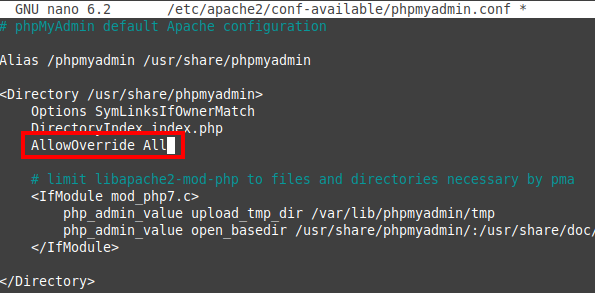 GNU nano 6.2 /etc/apache2/conf-available/phpmyadmin.conf *
# phpMyAdmin default Apache configuration
Alias /phpmyadmin /usr/share/phpmyadmin
<Directory /usr/share/phpmyadmin>
Options SymLinksIfOwnerMatch
DirectoryIndex index.php
AllowOverride All
# limit libapache2-mod-php to files and directories necessary by pma
<IfModule mod_php7.c>
php_admin_value upload_tmp_dir /var/lib/phpmyadmin/tmp
php_admin_value open_basedir /usr/share/phpmyadmin/:/usr/share/doc/
</IfModule>
</Directory>